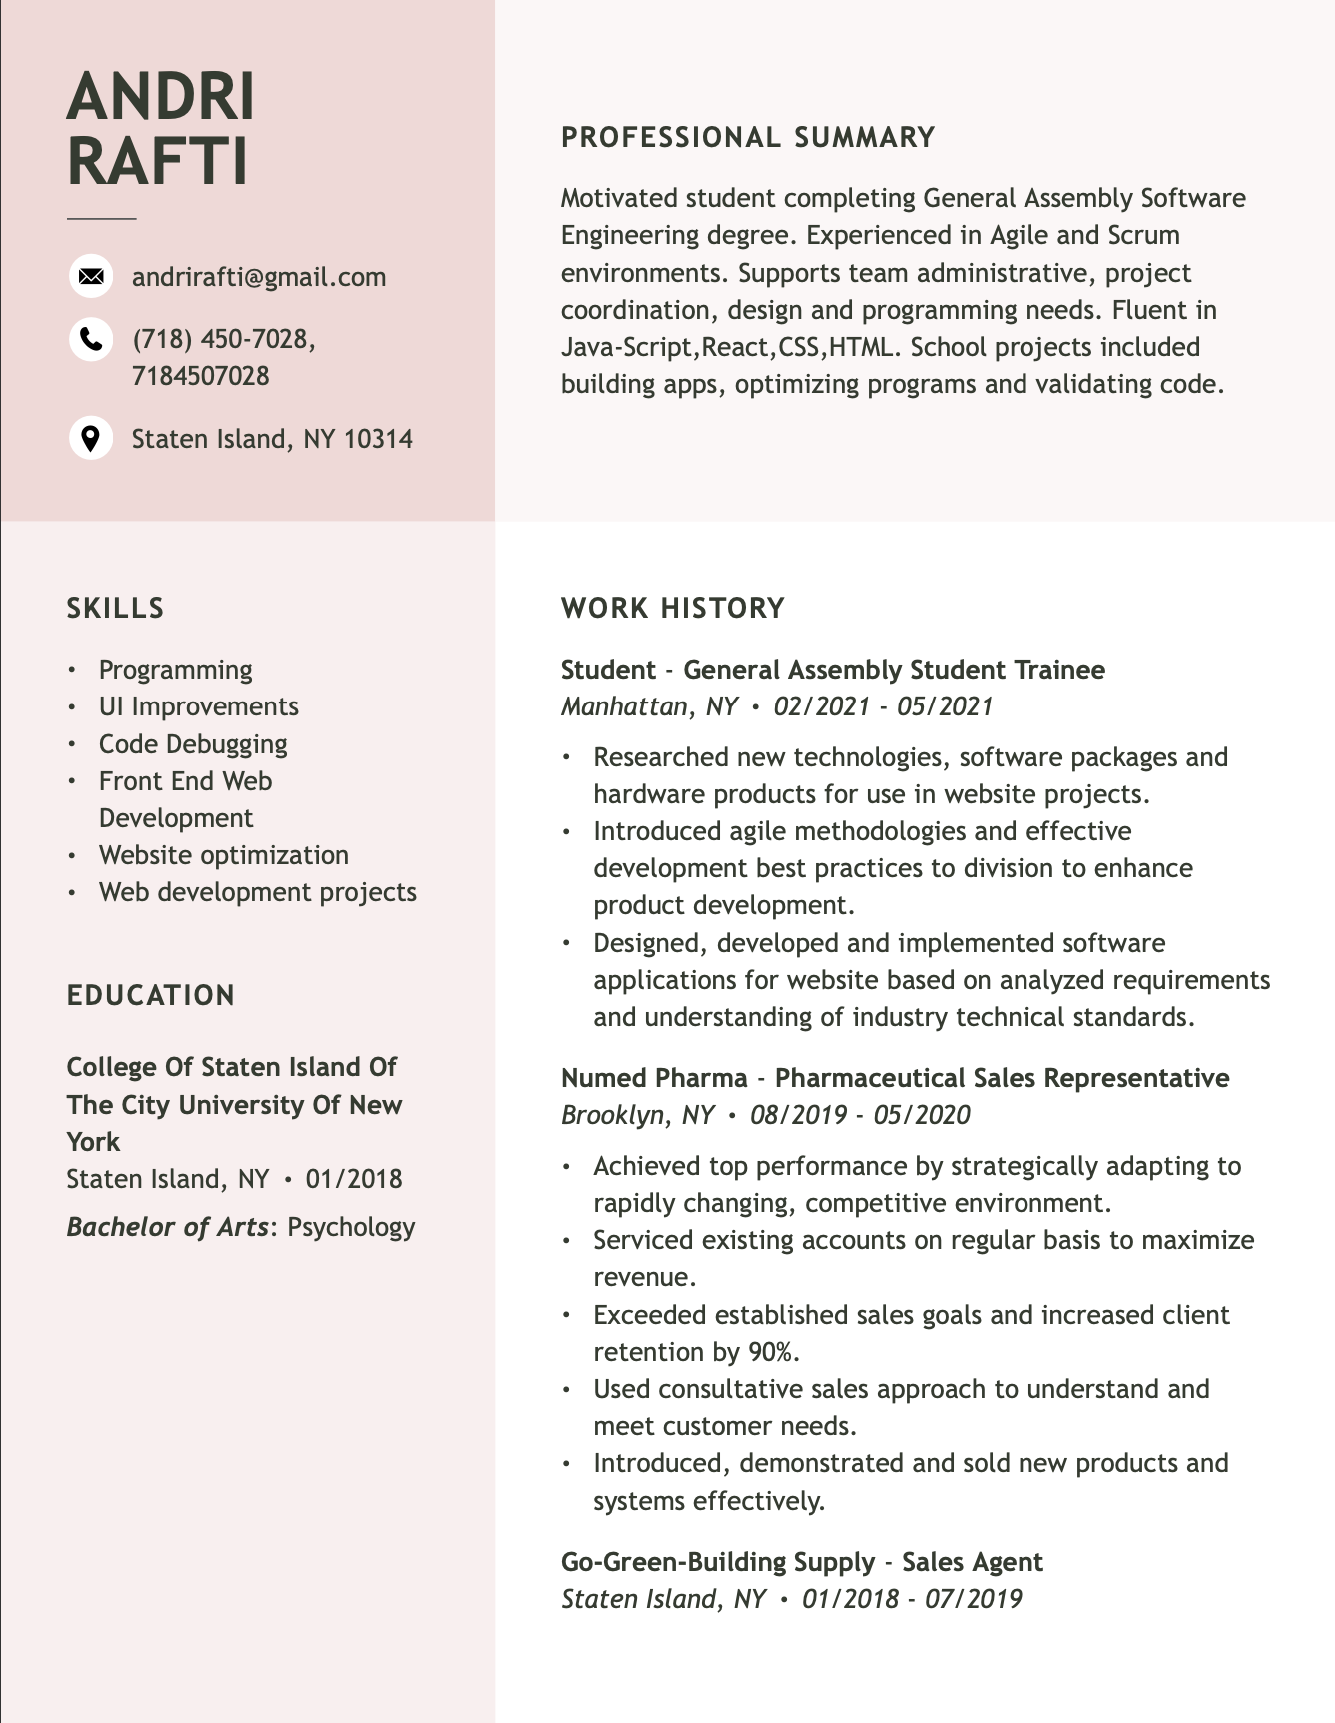 ANDRI
RAFTI
andrirafti@gmail.com
(718) 450-7028,
7184507028
Staten Island, NY 10314
PROFESSIONAL SUMMARY
Motivated student completing General Assembly Software
Engineering degree. Experienced in Agile and Scrum
environments. Supports team administrative, project
coordination, design and programming needs. Fluent in
Java-Script,React,CSS,HTML. School projects included
building apps, optimizing programs and validating code.
SKILLS
• Programming
• UI Improvements
• Code Debugging
• Front End Web
Development
• Website optimization
• Web development projects
EDUCATION
College Of Staten Island Of
The City University Of New
York
Staten Island, NY • 01/2018
Bachelor of Arts: Psychology
WORK HISTORY
Student - General Assembly Student Trainee
Manhattan, NY • 02/2021 - 05/2021
• Researched new technologies, software packages and
hardware products for use in website projects.
• Introduced agile methodologies and effective
development best practices to division to enhance
product development.
• Designed, developed and implemented software
applications for website based on analyzed requirements
and understanding of industry technical standards.
Numed Pharma - Pharmaceutical Sales Representative
Brooklyn, NY • 08/2019 - 05/2020
• Achieved top performance by strategically adapting to
rapidly changing, competitive environment.
• Serviced existing accounts on regular basis to maximize
revenue.
• Exceeded established sales goals and increased client
retention by 90%.
• Used consultative sales approach to understand and
meet customer needs.
• Introduced, demonstrated and sold new products and
systems effectively.
Go-Green-Building Supply - Sales Agent
Staten Island, NY • 01/2018 - 07/2019